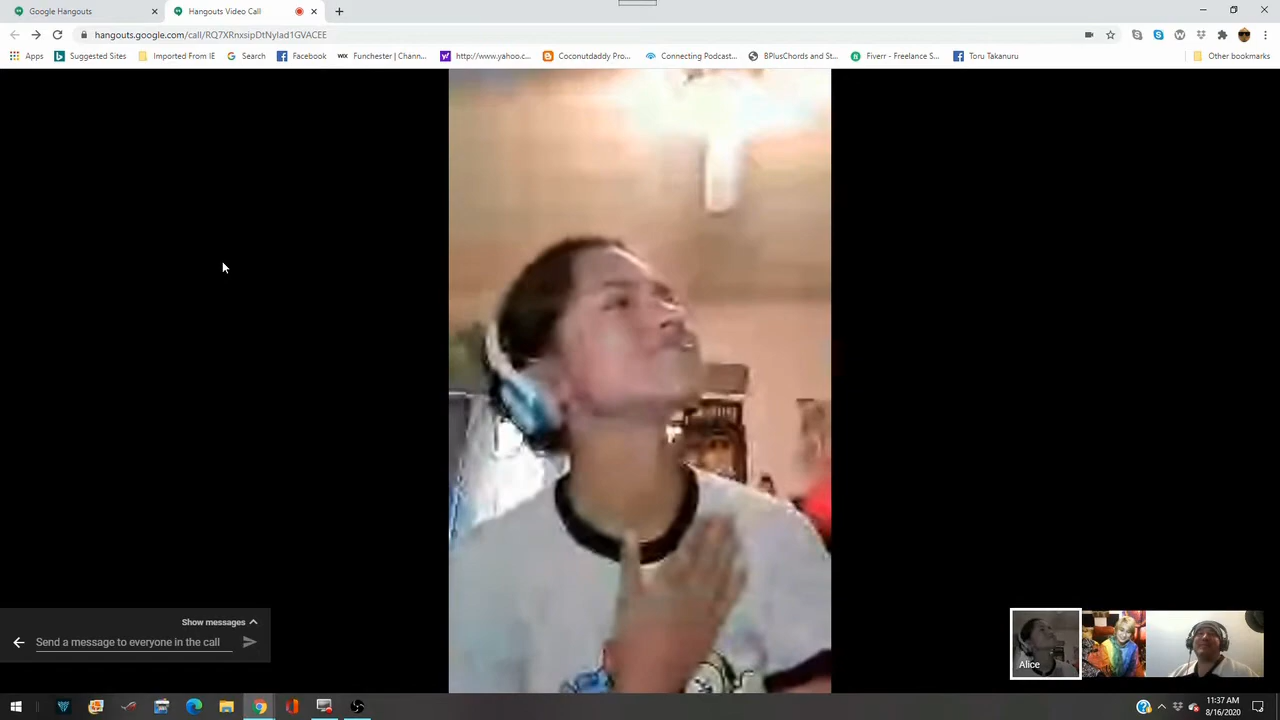 Google Hangouts
Hangouts Video Call
hangouts.google.com/call/RQ7XRnxsipDtNylad1GVACEE
Apps
Suggested Sites
Imported From IE
Search
Facebook
WIX
Funchester | Chann...
http://www.yahoo.c...
Coconutdaddy Pro...
Connecting Podcast...
BPlusChords and St...
Fiverr - Freelance S...
Toru Takanuru
Other bookmarks
Show messages
Send a message to everyone in the call
Alice
11:37 AM
8/16/2020